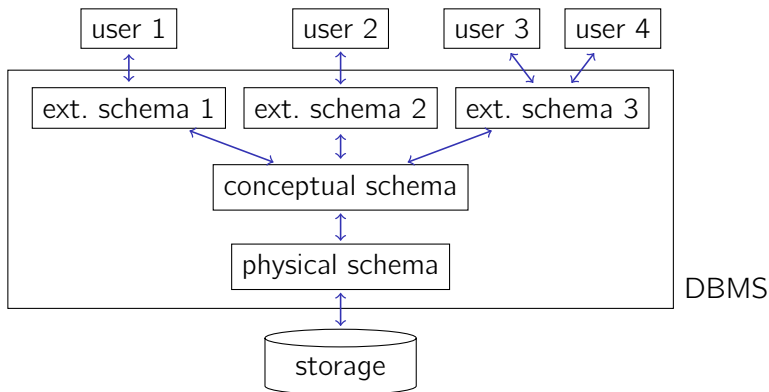 user 1
user 2
user 3
user 4
ext. schema 1
ext. schema 2
ext. schema 3
conceptual schema
physical schema
DBMS
storage